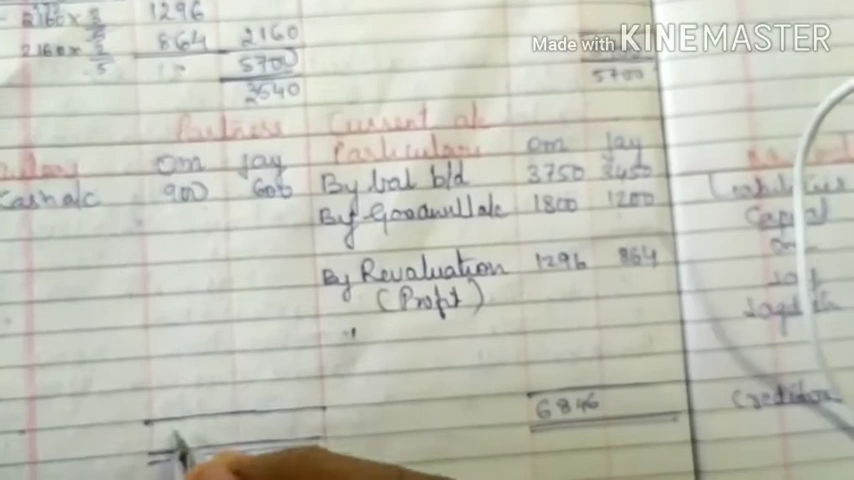 2160 x 3/5 1296
2160 x 2/5 864 2160
5700
3540
5700
Made with KINEMASTER
Partners Current a/c
Om Jay Particulars Om Jay
Cash a/c 900 600 By bal b/d 3750 2450
By Goodwill a/c 1800 1200
By Revaluation 1296 864
(Profit)
6846
Liabilities
Capital
Om
Creditors